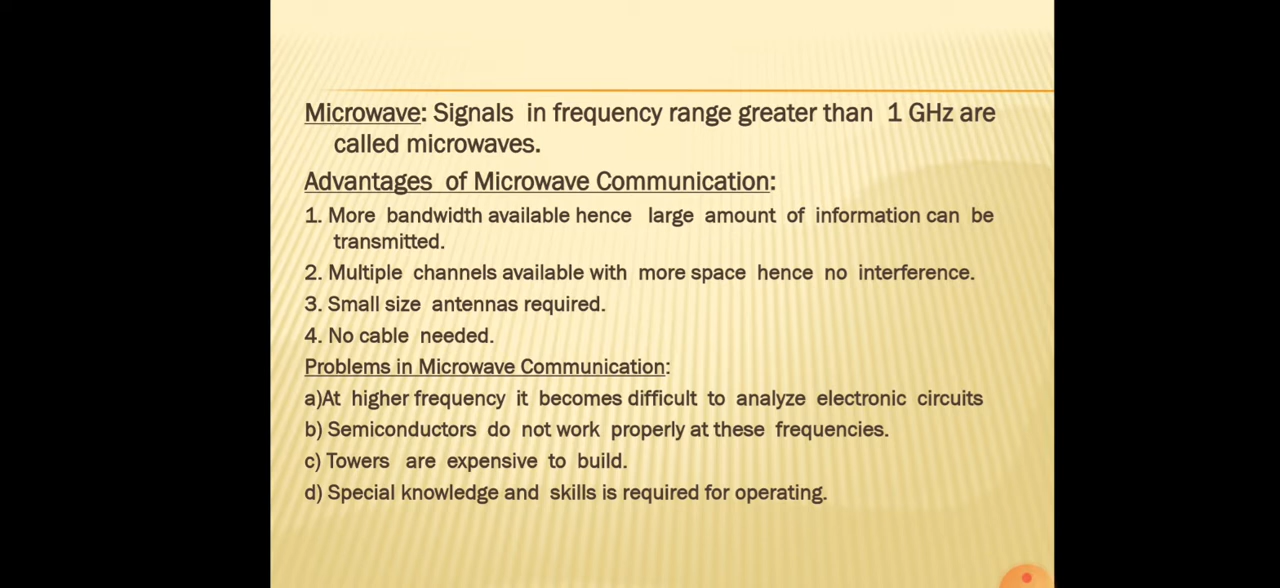 Microwave: Signals in frequency range greater than 1 GHz are
called microwaves.
Advantages of Microwave Communication:
1. More bandwidth available hence large amount of information can be
transmitted.
2. Multiple channels available with more space hence no interference.
3. Small size antennas required.
4. No cable needed.
Problems in Microwave Communication:
a)At higher frequency it becomes difficult to analyze electronic circuits
b) Semiconductors do not work properly at these frequencies.
c) Towers are expensive to build.
d) Special knowledge and skills is required for operating.